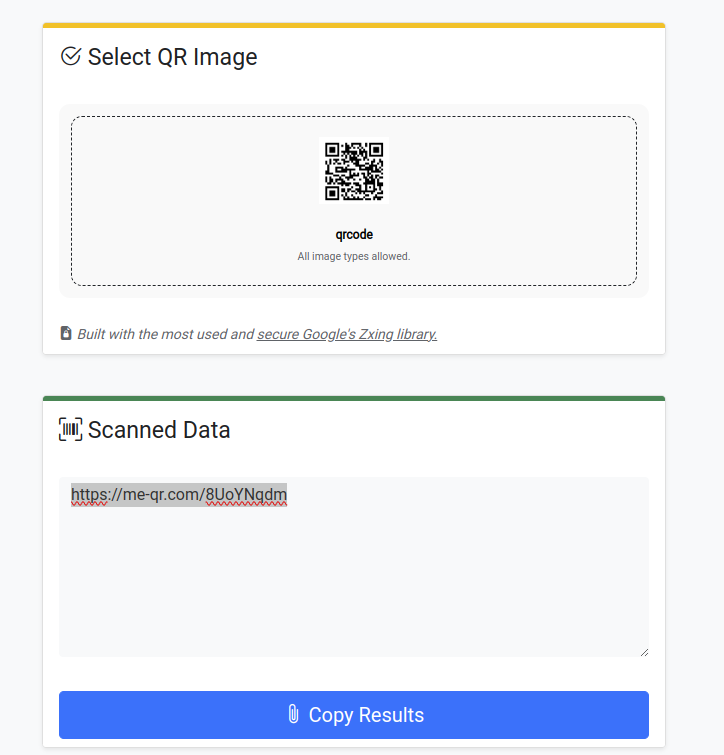 Select QR Image
qrcode
All image types allowed.
Built with the most used and secure Google's Zxing library.
Scanned Data
https://me-qr.com/8UoYNqdm
Copy Results